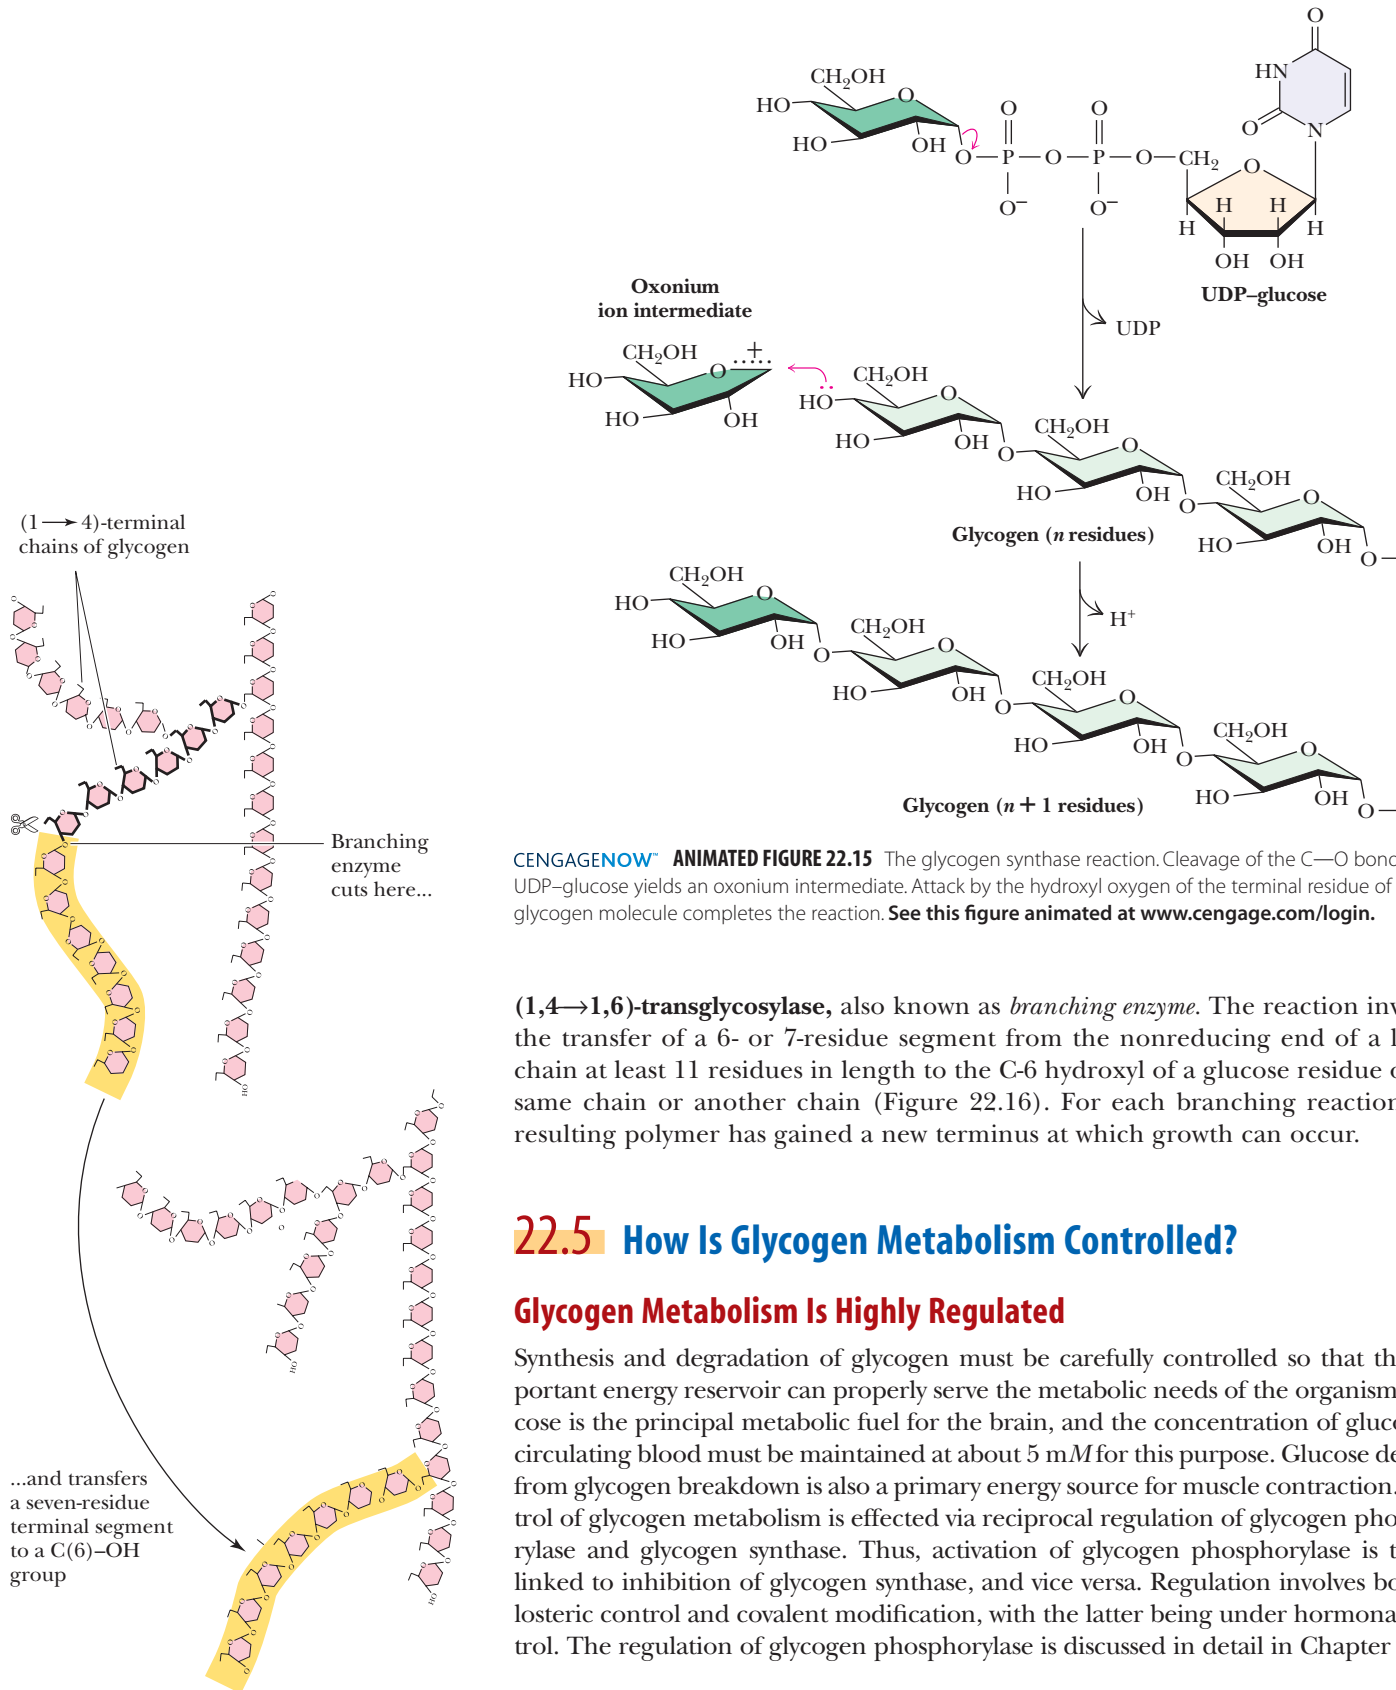 (1 → 4)-terminal
chains of glycogen
Branching
enzyme
cuts here...
...and transfers
a seven-residue
terminal segment
to a C(6)–OH
group
O
HN
O
N
CH₂OH
O
HO
HO
OH
O
O
P
O⁻
O
O
P
O⁻
O
CH₂
O
H
H
H
H
OH
OH
UDP–glucose
UDP
Oxonium
ion intermediate
CH₂OH
O
+
HO
HO
OH
CH₂OH
O
HO
HO
OH
O
CH₂OH
O
HO
OH
O
CH₂OH
O
HO
OH
O
Glycogen (n residues)
H⁺
CH₂OH
O
HO
HO
OH
O
CH₂OH
O
HO
OH
O
CH₂OH
O
HO
OH
O
CH₂OH
O
HO
OH
O
Glycogen (n + 1 residues)
CENGAGENOW™ ANIMATED FIGURE 22.15 The glycogen synthase reaction. Cleavage of the C—O bond
UDP–glucose yields an oxonium intermediate. Attack by the hydroxyl oxygen of the terminal residue of
glycogen molecule completes the reaction. See this figure animated at www.cengage.com/login.
(1,4→1,6)-transglycosylase, also known as branching enzyme. The reaction inv
the transfer of a 6- or 7-residue segment from the nonreducing end of a l
chain at least 11 residues in length to the C-6 hydroxyl of a glucose residue o
same chain or another chain (Figure 22.16). For each branching reaction
resulting polymer has gained a new terminus at which growth can occur.
22.5 How Is Glycogen Metabolism Controlled?
Glycogen Metabolism Is Highly Regulated
Synthesis and degradation of glycogen must be carefully controlled so that th
portant energy reservoir can properly serve the metabolic needs of the organism
cose is the principal metabolic fuel for the brain, and the concentration of gluc
circulating blood must be maintained at about 5 mM for this purpose. Glucose de
from glycogen breakdown is also a primary energy source for muscle contraction.
trol of glycogen metabolism is effected via reciprocal regulation of glycogen pho
rylase and glycogen synthase. Thus, activation of glycogen phosphorylase is t
linked to inhibition of glycogen synthase, and vice versa. Regulation involves bo
losteric control and covalent modification, with the latter being under hormona
trol. The regulation of glycogen phosphorylase is discussed in detail in Chapter